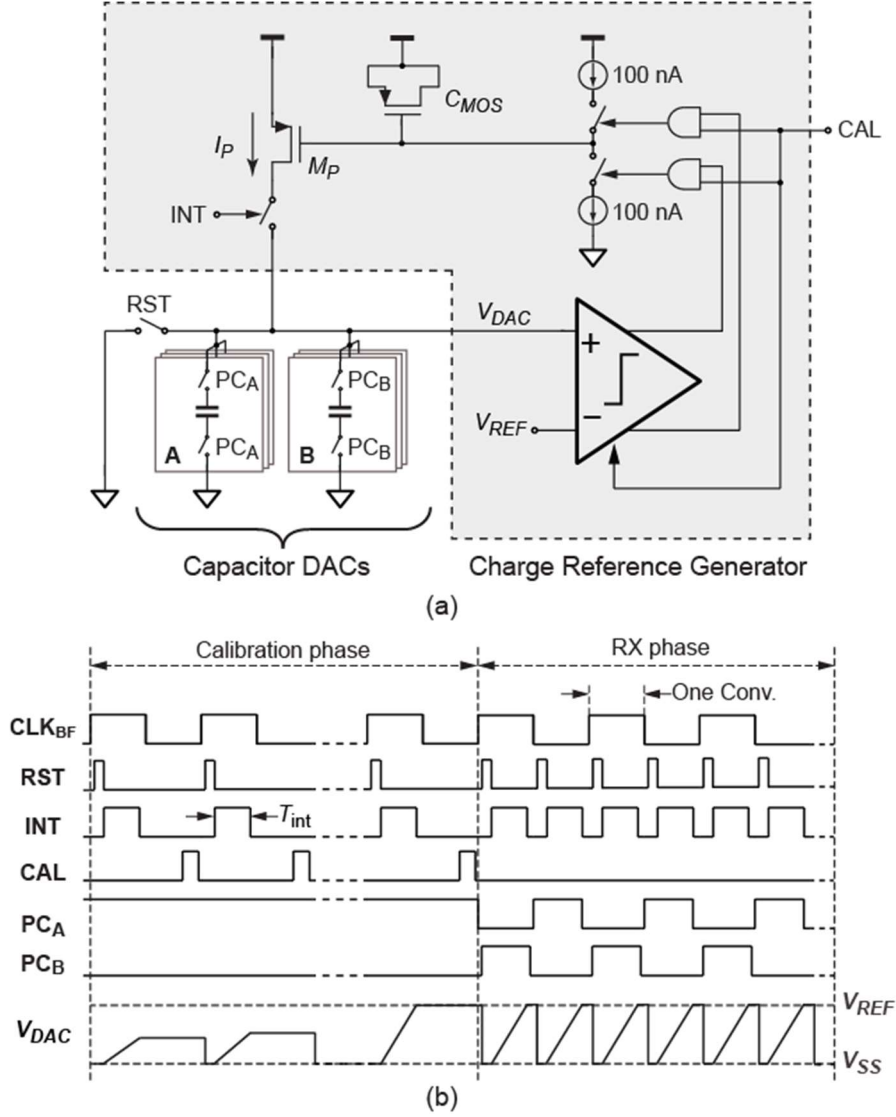 100 nA
C_MOS
I_P
M_P
CAL
INT
100 nA
RST
V_DAC
PC_A
PC_B
V_REF
PC_A
PC_B
A
B
Capacitor DACs
Charge Reference Generator
(a)
Calibration phase
RX phase
One Conv.
CLK_BF
RST
INT
T_int
CAL
PC_A
PC_B
V_REF
V_DAC
V_SS
(b)